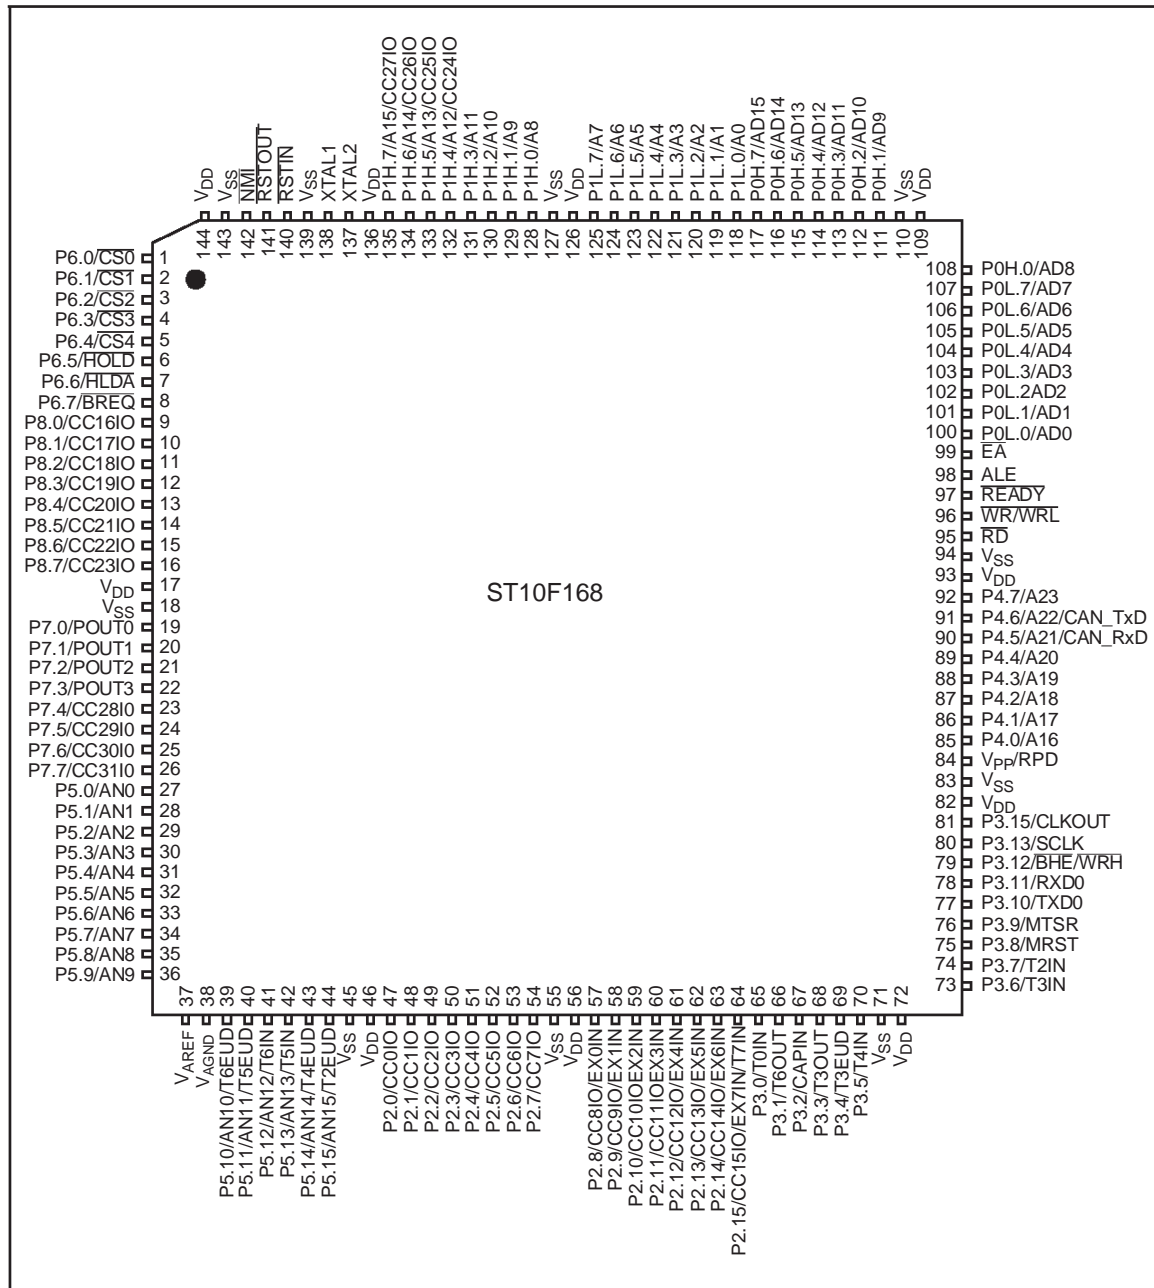 P1H.7/A15/CC27IO
P1H.6/A14/CC26IO
P1H.5/A13/CC25IO
P1H.4/A12/CC24IO
P1H.3/A11
P1H.2/A10
P1H.1/A9
P1H.0/A8
P1L.7/A7
P1L.6/A6
P1L.5/A5
P1L.4/A4
P1L.3/A3
P1L.2/A2
P1L.1/A1
P1L.0/A0
P0H.7/AD15
P0H.6/AD14
P0H.5/AD13
P0H.4/AD12
P0H.3/AD11
P0H.2/AD10
P0H.1/AD9
VDD
VSS
NMI
RSTOUT
RSTIN
VSS
XTAL1
XTAL2
VDD
VSS
VDD
VSS
VDD
144 143 142 141 140 139 138 137 136 135 134 133 132 131 130 129 128 127 126 125 124 123 122 121 120 119 118 117 116 115 114 113 112 111 110 109
P6.0/CS0 1
P6.1/CS1 2
P6.2/CS2 3
P6.3/CS3 4
P6.4/CS4 5
P6.5/HOLD 6
P6.6/HLDA 7
P6.7/BREQ 8
P8.0/CC16IO 9
P8.1/CC17IO 10
P8.2/CC18IO 11
P8.3/CC19IO 12
P8.4/CC20IO 13
P8.5/CC21IO 14
P8.6/CC22IO 15
P8.7/CC23IO 16
VDD 17
VSS 18
P7.0/POUT0 19
P7.1/POUT1 20
P7.2/POUT2 21
P7.3/POUT3 22
P7.4/CC28I0 23
P7.5/CC29I0 24
P7.6/CC30I0 25
P7.7/CC31I0 26
P5.0/AN0 27
P5.1/AN1 28
P5.2/AN2 29
P5.3/AN3 30
P5.4/AN4 31
P5.5/AN5 32
P5.6/AN6 33
P5.7/AN7 34
P5.8/AN8 35
P5.9/AN9 36
ST10F168
108 P0H.0/AD8
107 P0L.7/AD7
106 P0L.6/AD6
105 P0L.5/AD5
104 P0L.4/AD4
103 P0L.3/AD3
102 P0L.2AD2
101 P0L.1/AD1
100 P0L.0/AD0
99 EA
98 ALE
97 READY
96 WR/WRL
95 RD
94 VSS
93 VDD
92 P4.7/A23
91 P4.6/A22/CAN_TxD
90 P4.5/A21/CAN_RxD
89 P4.4/A20
88 P4.3/A19
87 P4.2/A18
86 P4.1/A17
85 P4.0/A16
84 VPP/RPD
83 VSS
82 VDD
81 P3.15/CLKOUT
80 P3.13/SCLK
79 P3.12/BHE/WRH
78 P3.11/RXD0
77 P3.10/TXD0
76 P3.9/MTSR
75 P3.8/MRST
74 P3.7/T2IN
73 P3.6/T3IN
37 38 39 40 41 42 43 44 45 46 47 48 49 50 51 52 53 54 55 56 57 58 59 60 61 62 63 64 65 66 67 68 69 70 71 72
VAREF
VAGND
P5.10/AN10/T6EUD
P5.11/AN11/T5EUD
P5.12/AN12/T6IN
P5.13/AN13/T5IN
P5.14/AN14/T4EUD
P5.15/AN15/T2EUD
VSS
VDD
P2.0/CC0IO
P2.1/CC1IO
P2.2/CC2IO
P2.3/CC3IO
P2.4/CC4IO
P2.5/CC5IO
P2.6/CC6IO
P2.7/CC7IO
VSS
VDD
P2.8/CC8IO/EX0IN
P2.9/CC9IO/EX1IN
P2.10/CC10IOEX2IN
P2.11/CC11IOEX3IN
P2.12/CC12IO/EX4IN
P2.13/CC13IO/EX5IN
P2.14/CC14IO/EX6IN
P2.15/CC15IO/EX7IN/T7IN
P3.0/T0IN
P3.1/T6OUT
P3.2/CAPIN
P3.3/T3OUT
P3.4/T3EUD
P3.5/T4IN
VSS
VDD